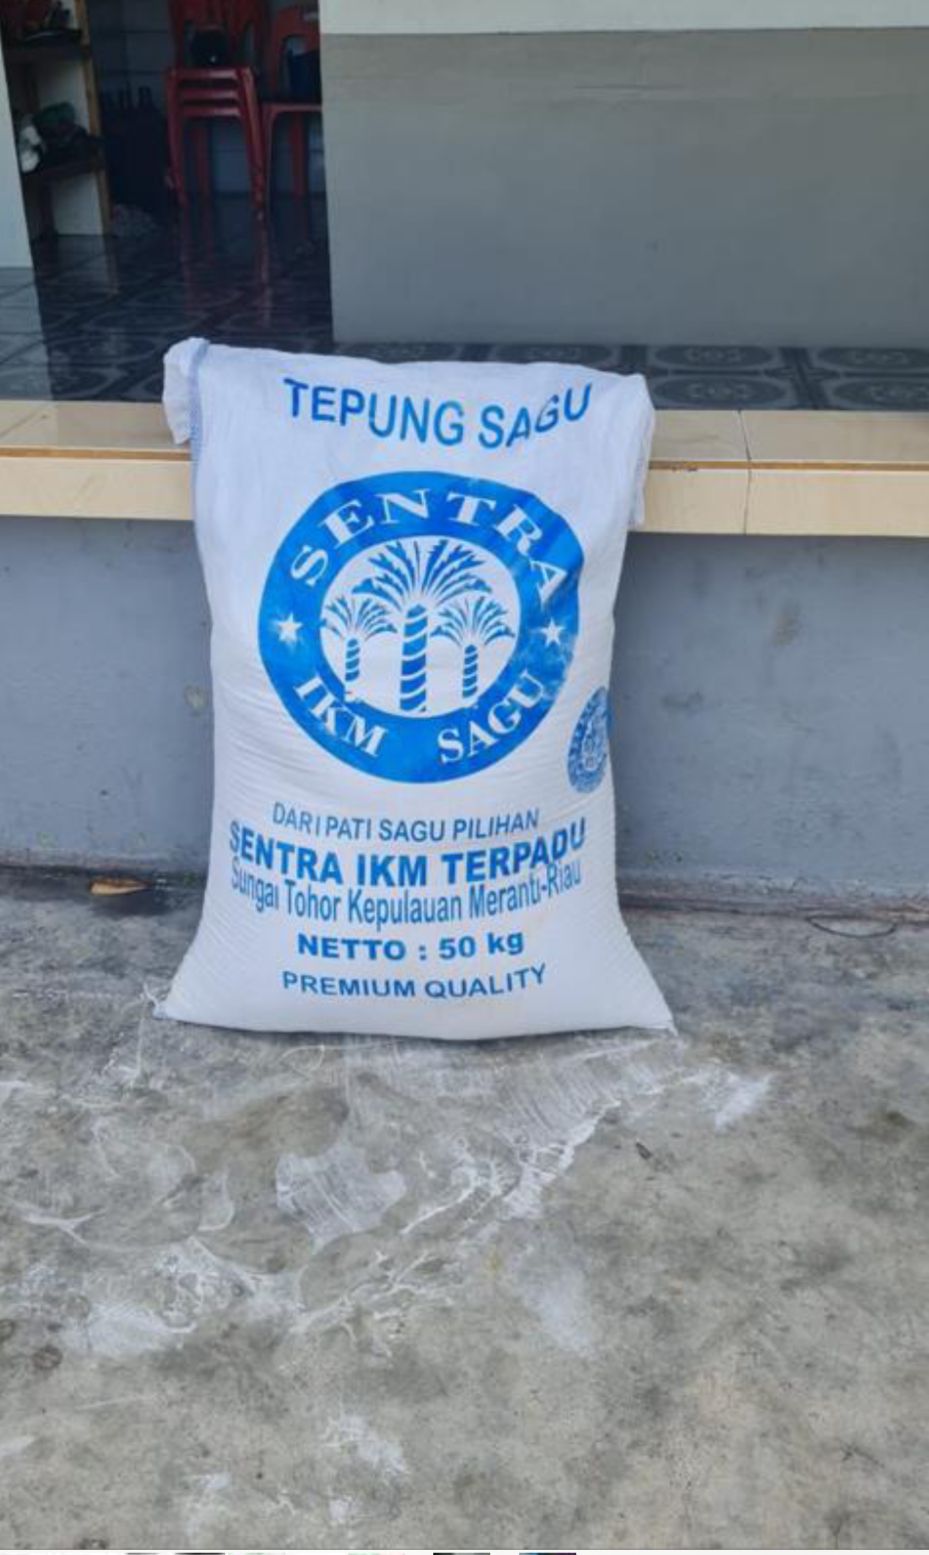 TEPUNG SAGU
SENTRA
IKM SAGU
DARI PATI SAGU PILIHAN
SENTRA IKM TERPADU
Sungai Tohor Kepulauan Meranti-Riau
NETTO : 50 kg
PREMIUM QUALITY